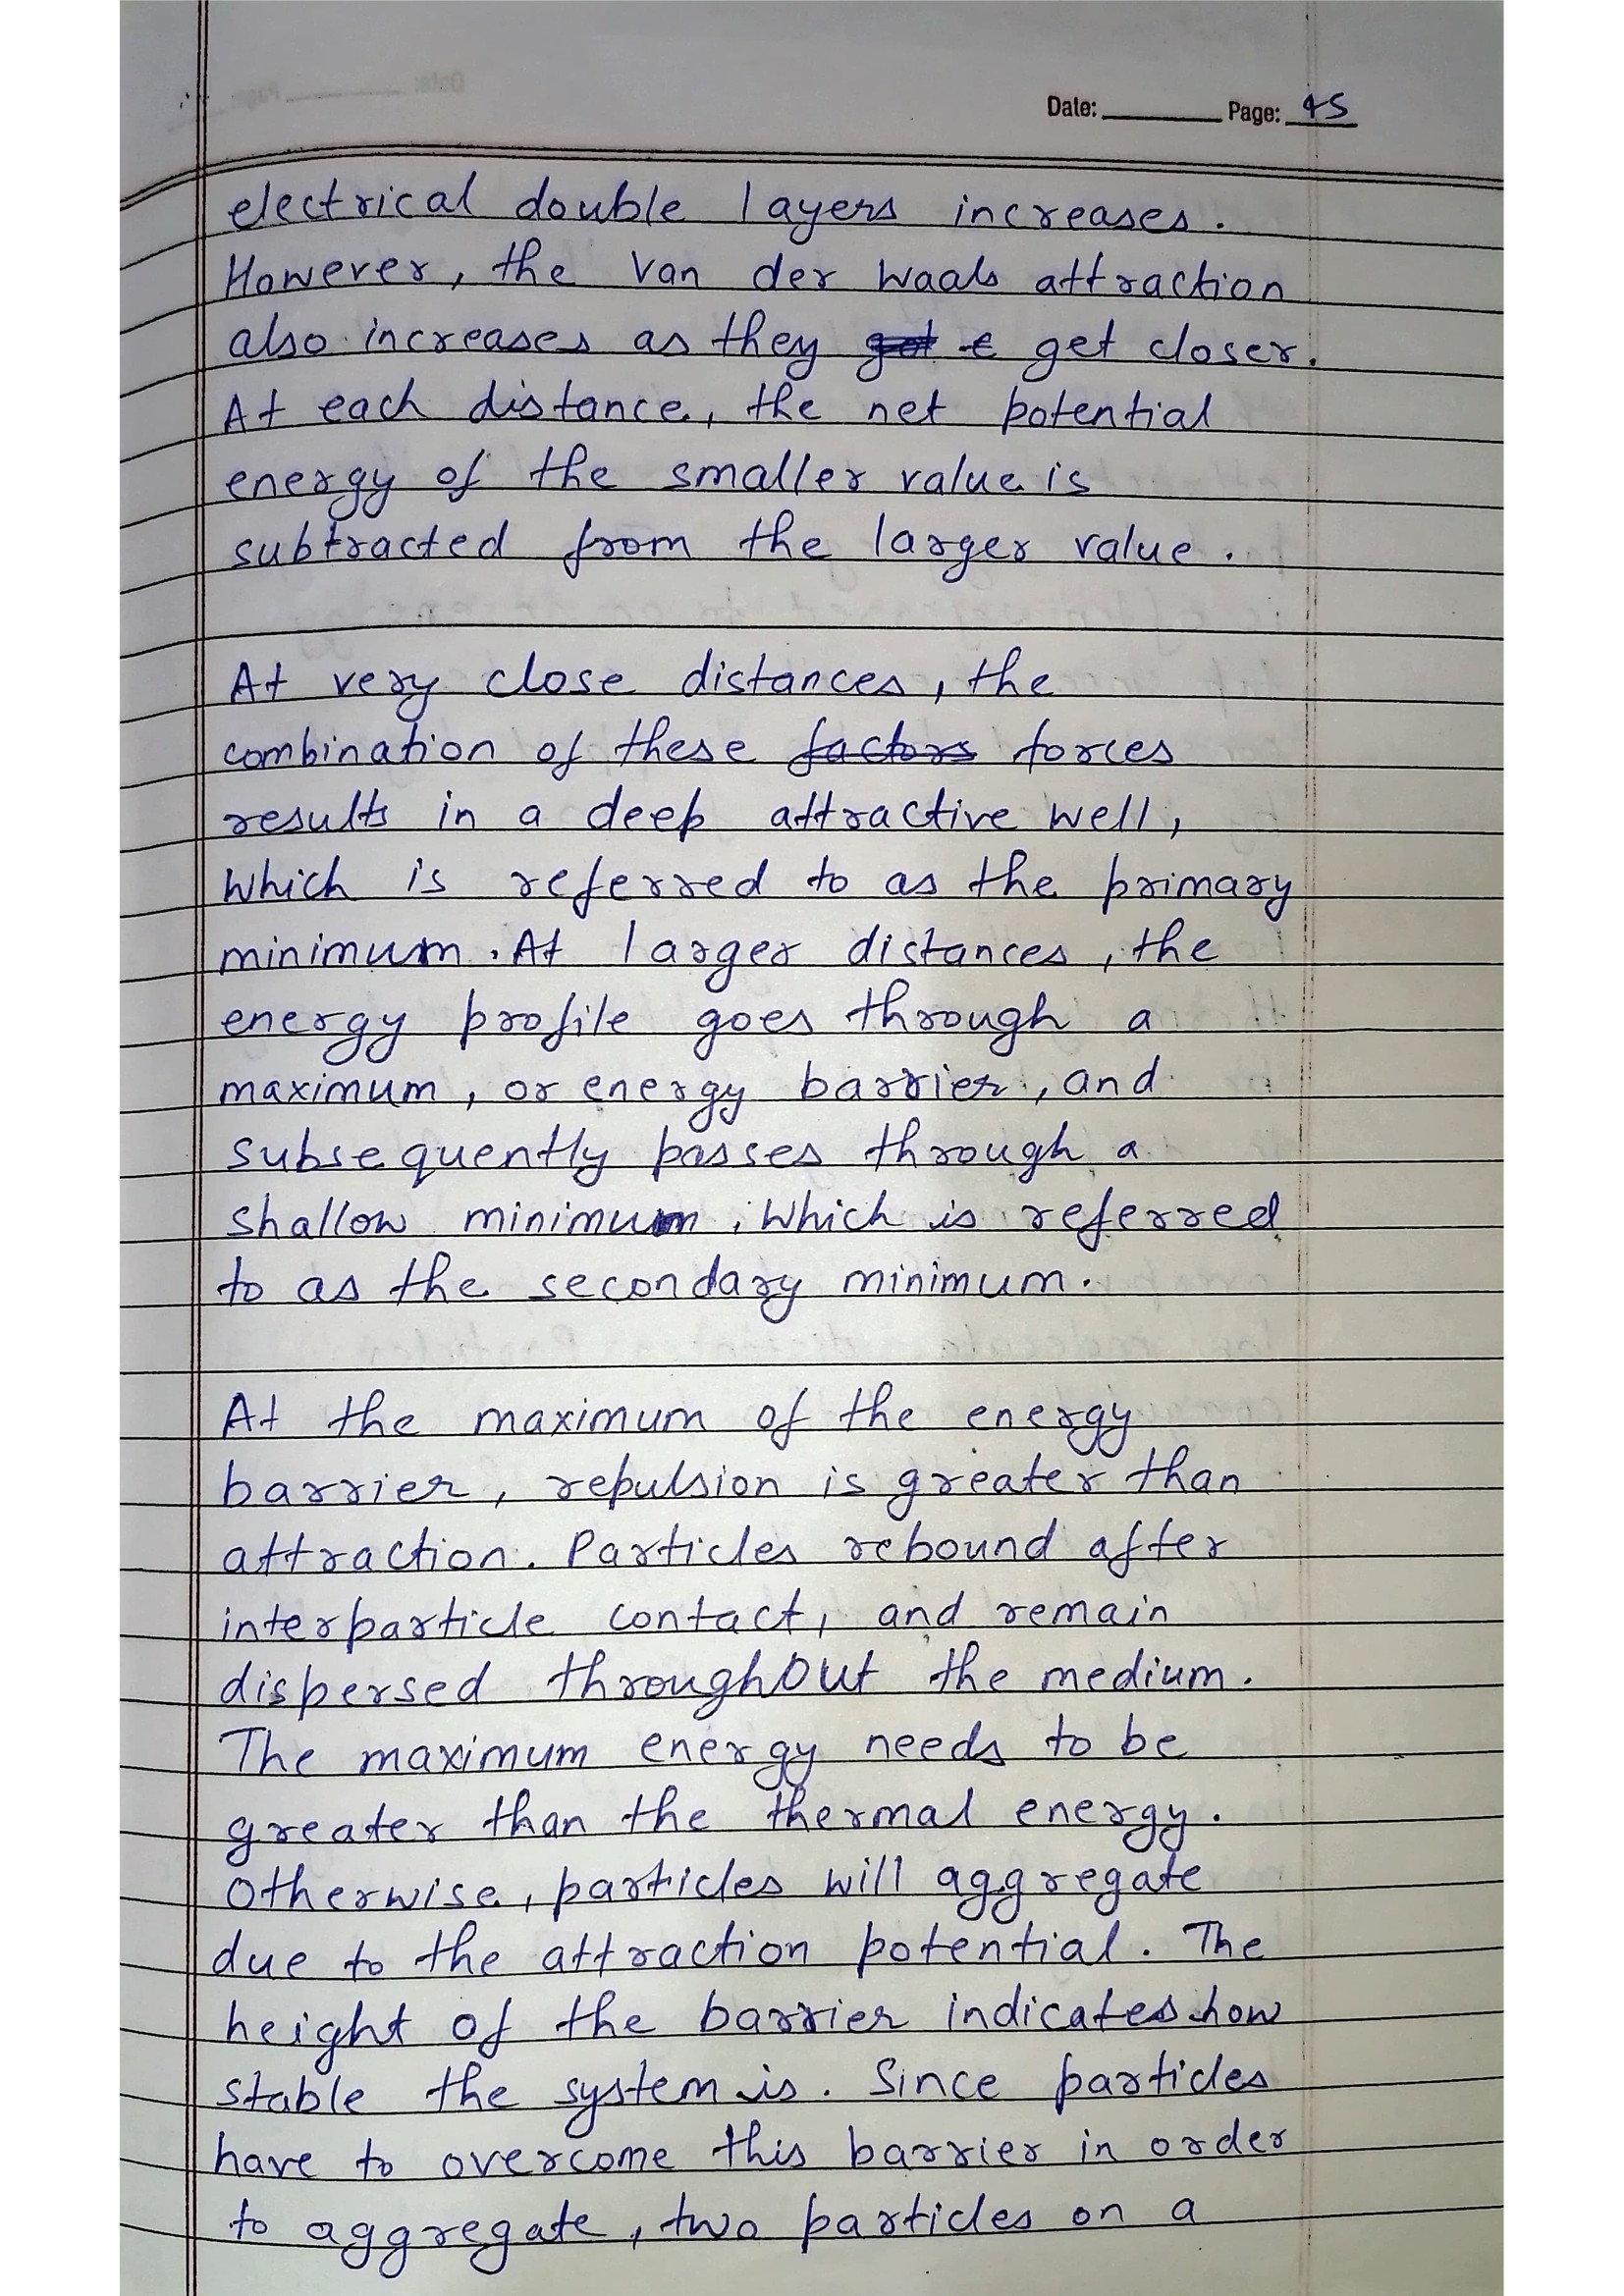 Date: ________ Page: 45
electrical double layers increases.
However, the Van der Waals attraction
also increases as they got get closer.
At each distance, the net potential
energy of the smaller value is
subtracted from the larger value.
At very close distances, the
combination of these factors forces
results in a deep attractive well,
which is referred to as the primary
minimum. At larger distances, the
energy profile goes through a
maximum, or energy barrier, and
subsequently passes through a
shallow minimum, which is referred
to as the secondary minimum.
At the maximum of the energy
barrier, repulsion is greater than
attraction. Particles rebound after
interparticle contact, and remain
dispersed throughout the medium.
The maximum energy needs to be
greater than the thermal energy.
Otherwise, particles will aggregate
due to the attraction potential. The
height of the barrier indicates how
stable the system is. Since particles
have to overcome this barrier in order
to aggregate, two particles on a